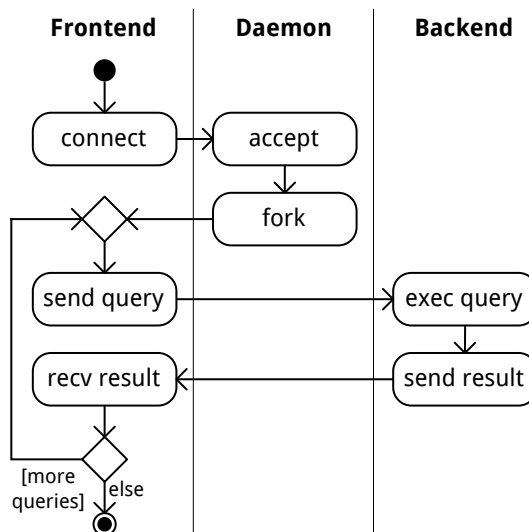 Frontend Daemon Backend
connect accept
fork
send query exec query
recv result send result
[more
queries] else